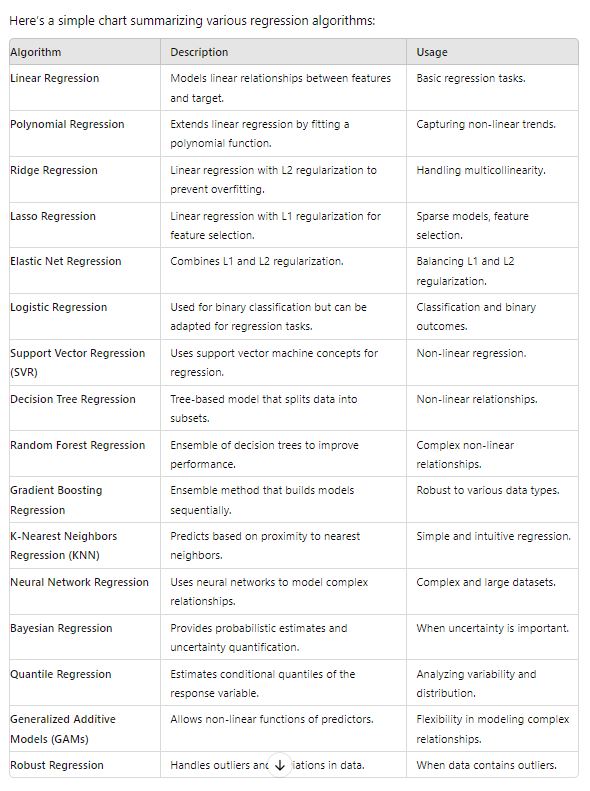 Here's a simple chart summarizing various regression algorithms:
Algorithm Description Usage
Linear Regression Models linear relationships between features Basic regression tasks.
and target.
Polynomial Regression Extends linear regression by fitting a Capturing non-linear trends.
polynomial function.
Ridge Regression Linear regression with L2 regularization to Handling multicollinearity.
prevent overfitting.
Lasso Regression Linear regression with L1 regularization for Sparse models, feature
feature selection. selection.
Elastic Net Regression Combines L1 and L2 regularization. Balancing L1 and L2
regularization.
Logistic Regression Used for binary classification but can be Classification and binary
adapted for regression tasks. outcomes.
Support Vector Regression Uses support vector machine concepts for Non-linear regression.
(SVR) regression.
Decision Tree Regression Tree-based model that splits data into Non-linear relationships.
subsets.
Random Forest Regression Ensemble of decision trees to improve Complex non-linear
performance. relationships.
Gradient Boosting Ensemble method that builds models Robust to various data types.
Regression sequentially.
K-Nearest Neighbors Predicts based on proximity to nearest Simple and intuitive regression.
Regression (KNN) neighbors.
Neural Network Regression Uses neural networks to model complex Complex and large datasets.
relationships.
Bayesian Regression Provides probabilistic estimates and When uncertainty is important.
uncertainty quantification.
Quantile Regression Estimates conditional quantiles of the Analyzing variability and
response variable. distribution.
Generalized Additive Allows non-linear functions of predictors. Flexibility in modeling complex
Models (GAMs) relationships.
Robust Regression Handles outliers in data. When data contains outliers.